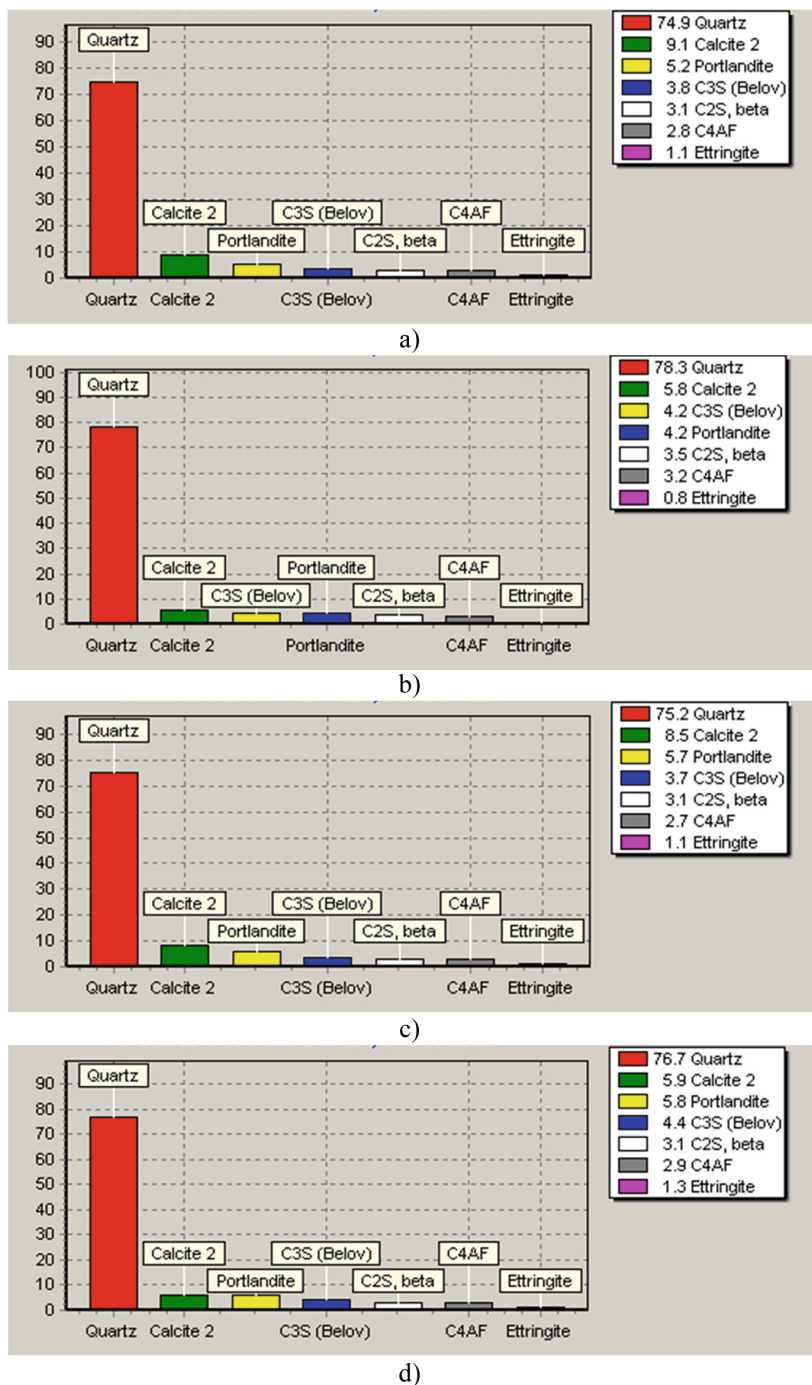 90
80
70
60
50
40
30
20
10
0
Quartz
Calcite 2
C3S (Belov)
C4AF
Portlandite
C2S, beta
Ettringite
Quartz Calcite 2 C3S (Belov) C4AF Ettringite
74.9 Quartz
9.1 Calcite 2
5.2 Portlandite
3.8 C3S (Belov)
3.1 C2S, beta
2.8 C4AF
1.1 Ettringite
a)
100
90
80
70
60
50
40
30
20
10
0
Quartz
Calcite 2
Portlandite
C4AF
C3S (Belov)
C2S, beta
Ettringite
Quartz Calcite 2 Portlandite C4AF Ettringite
78.3 Quartz
5.8 Calcite 2
4.2 C3S (Belov)
4.2 Portlandite
3.5 C2S, beta
3.2 C4AF
0.8 Ettringite
b)
90
80
70
60
50
40
30
20
10
0
Quartz
Calcite 2
C3S (Belov)
C4AF
Portlandite
C2S, beta
Ettringite
Quartz Calcite 2 C3S (Belov) C4AF Ettringite
75.2 Quartz
8.5 Calcite 2
5.7 Portlandite
3.7 C3S (Belov)
3.1 C2S, beta
2.7 C4AF
1.1 Ettringite
c)
90
80
70
60
50
40
30
20
10
0
Quartz
Calcite 2
C3S (Belov)
C4AF
Portlandite
C2S, beta
Ettringite
Quartz Calcite 2 C3S (Belov) C4AF Ettringite
76.7 Quartz
5.9 Calcite 2
5.8 Portlandite
4.4 C3S (Belov)
3.1 C2S, beta
2.9 C4AF
1.3 Ettringite
d)